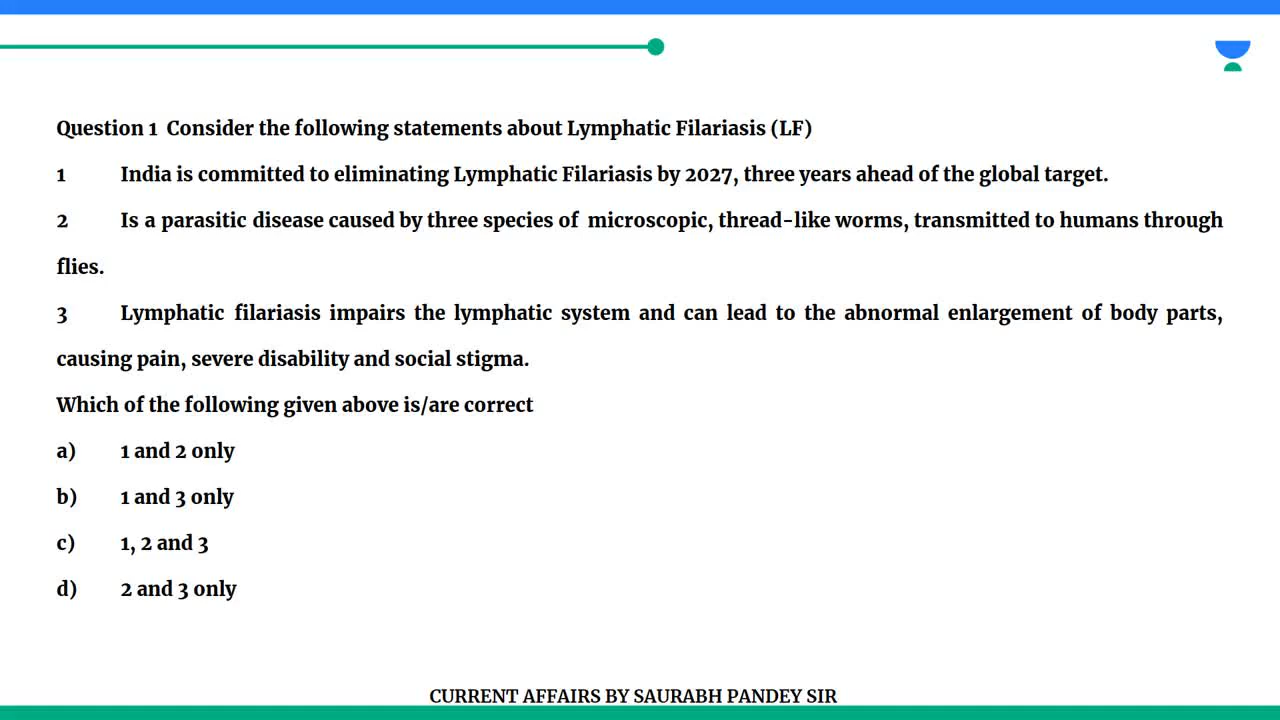 Question 1 Consider the following statements about Lymphatic Filariasis (LF)
1 India is committed to eliminating Lymphatic Filariasis by 2027, three years ahead of the global target.
2 Is a parasitic disease caused by three species of microscopic, thread-like worms, transmitted to humans through
flies.
3 Lymphatic filariasis impairs the lymphatic system and can lead to the abnormal enlargement of body parts,
causing pain, severe disability and social stigma.
Which of the following given above is/are correct
a) 1 and 2 only
b) 1 and 3 only
c) 1, 2 and 3
d) 2 and 3 only
CURRENT AFFAIRS BY SAURABH PANDEY SIR